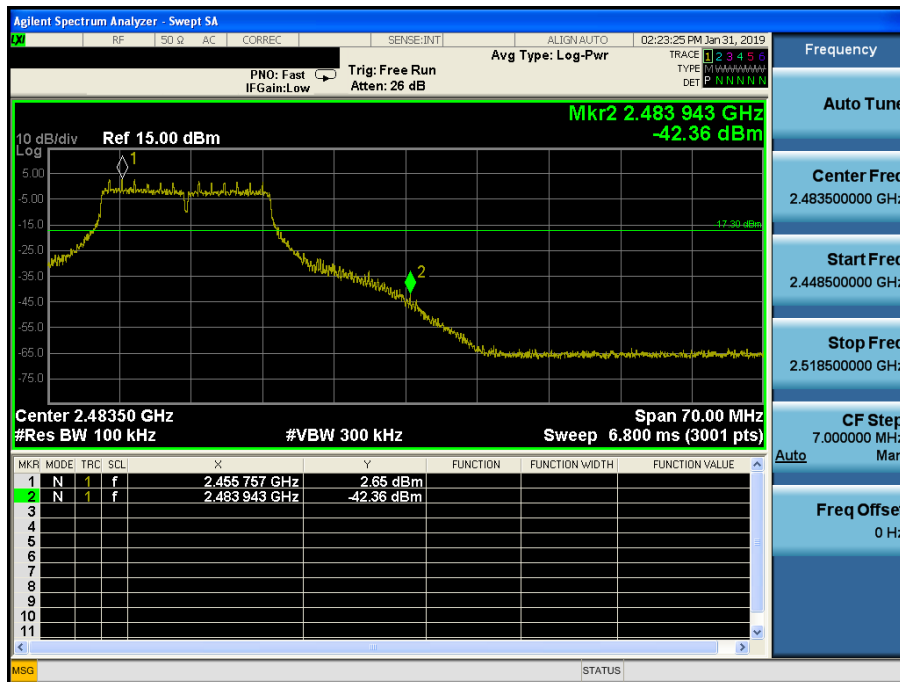 Agilent Spectrum Analyzer - Swept SA
LXI RF 50 Ω AC CORREC SENSE:INT ALIGN AUTO 02:23:25 PM Jan 31, 2019
Frequency
Avg Type: Log-Pwr
TRACE 1 2 3 4 5 6
TYPE M WWWWW
DET P N N N N N
PNO: Fast
IFGain:Low
Trig: Free Run
Atten: 26 dB
Auto Tune
Mkr2 2.483 943 GHz
-42.36 dBm
10 dB/div
Log
Ref 15.00 dBm
1
5.00
-5.00
-15.0
-17.30 dBm
-25.0
-35.0
2
-45.0
-55.0
-65.0
-75.0
Center Freq
2.483500000 GHz
Start Freq
2.448500000 GHz
Stop Freq
2.518500000 GHz
Center 2.48350 GHz
Span 70.00 MHz
#Res BW 100 kHz
#VBW 300 kHz
Sweep 6.800 ms (3001 pts)
CF Step
7.000000 MHz
Auto Man
MKR MODE TRC SCL X Y FUNCTION FUNCTION WIDTH FUNCTION VALUE
1 N 1 f 2.455 757 GHz 2.65 dBm
2 N 1 f 2.483 943 GHz -42.36 dBm
3
4
5
6
7
8
9
10
11
Freq Offset
0 Hz
MSG
STATUS